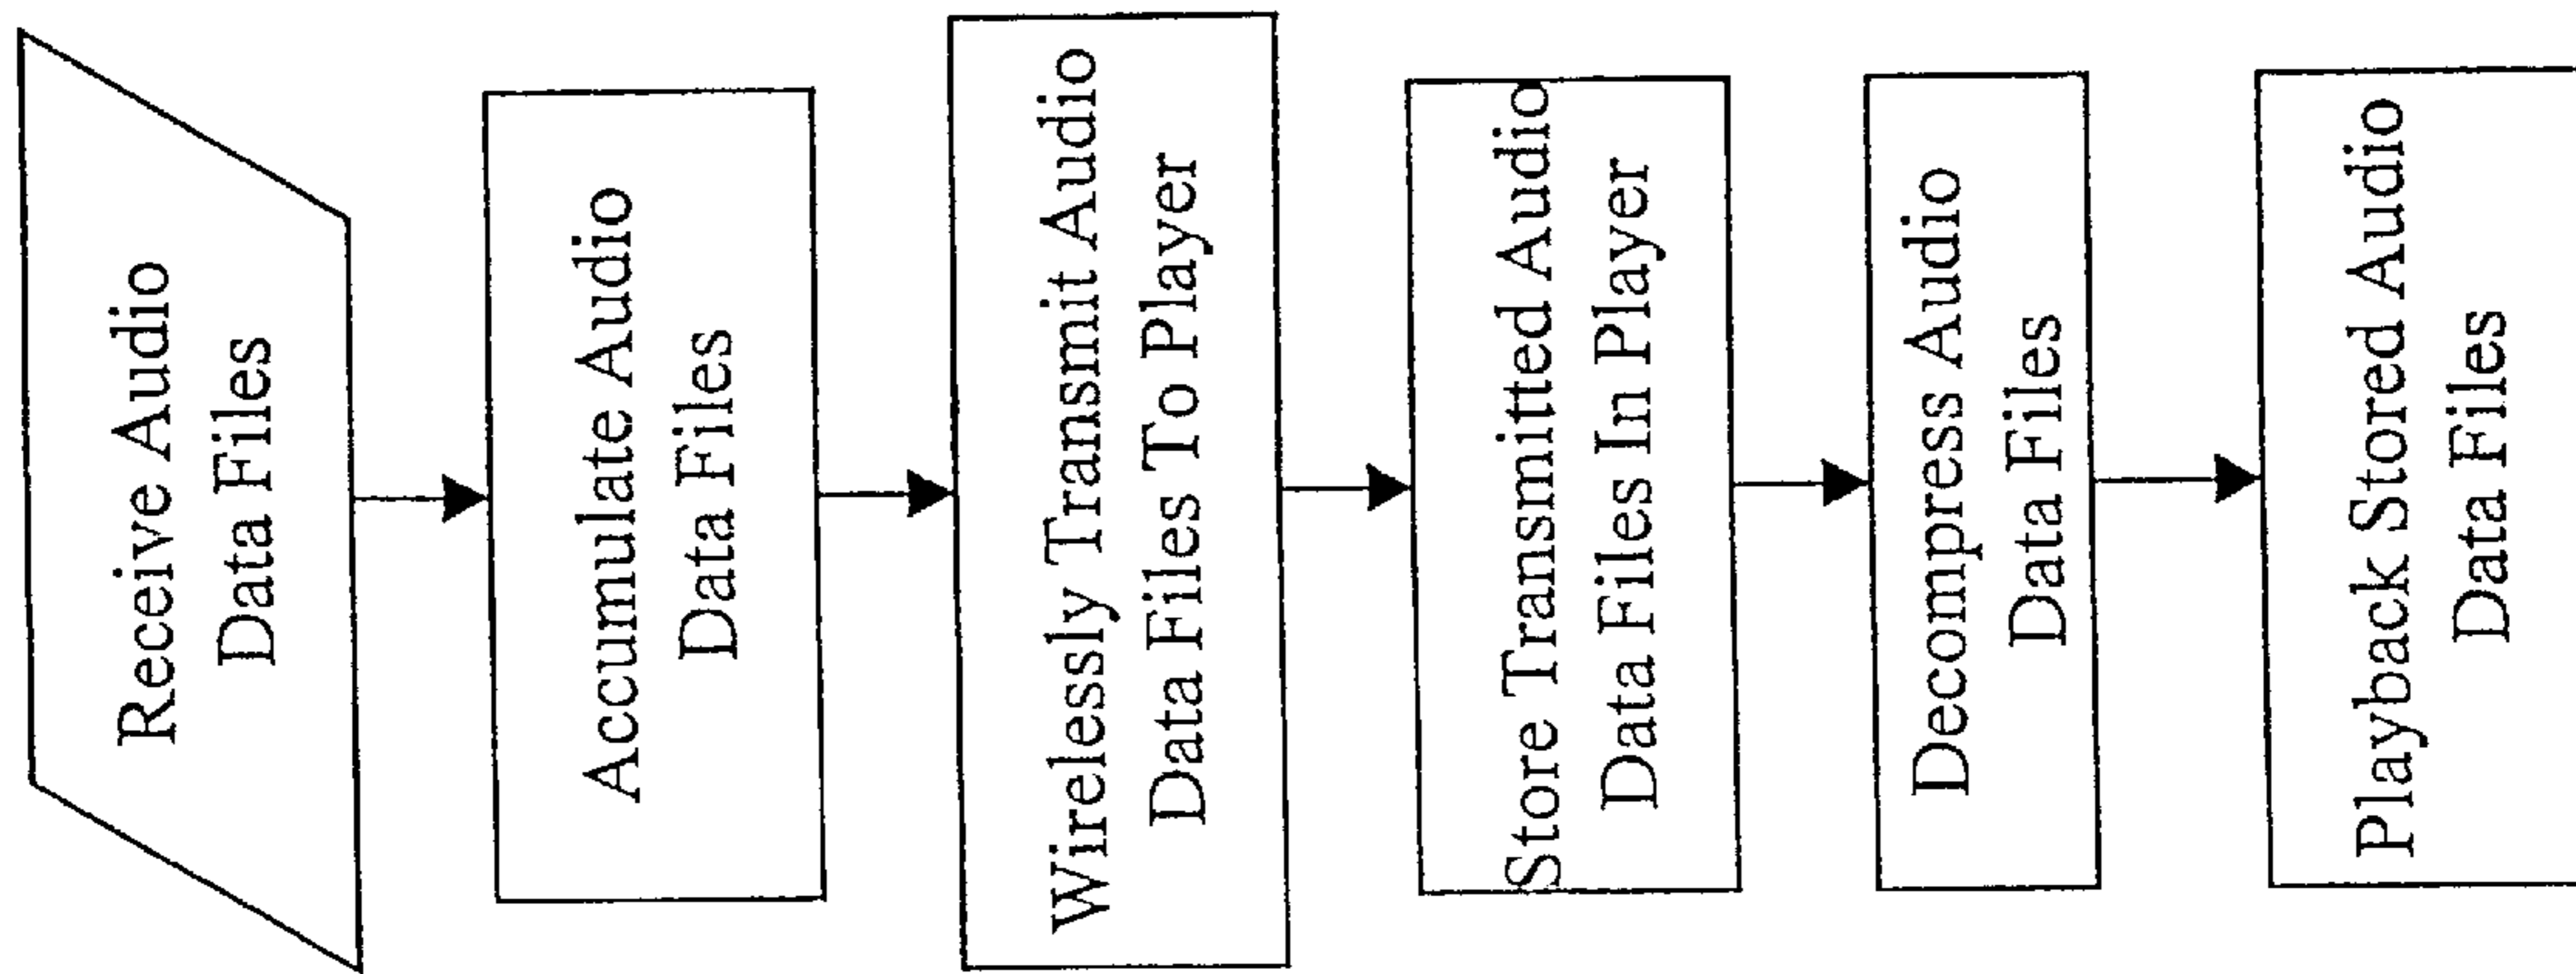 Receive Audio
Data Files
Accumulate Audio
Data Files
Wirelessly Transmit Audio
Data Files To Player
Store Transmitted Audio
Data Files In Player
Decompress Audio
Data Files
Playback Stored Audio
Data Files